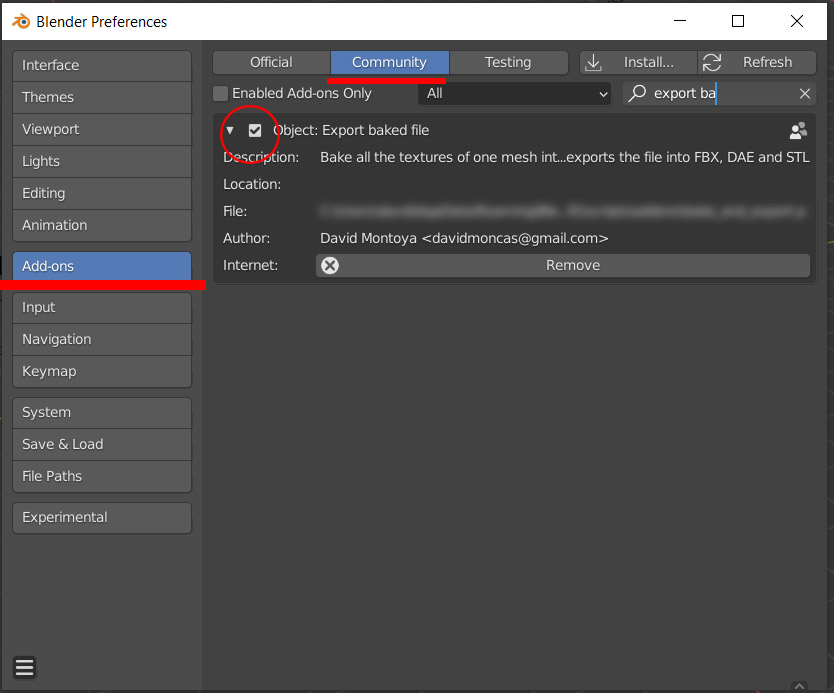 Blender Preferences
Interface
Themes
Viewport
Lights
Editing
Animation
Add-ons
Input
Navigation
Keymap
System
Save & Load
File Paths
Experimental
Official Community Testing Install... Refresh
Enabled Add-ons Only All export ba
Object: Export baked file
Description: Bake all the textures of one mesh int...exports the file into FBX, DAE and STL
Location:
File:
Author: David Montoya <davidmoncas@gmail.com>
Internet: Remove